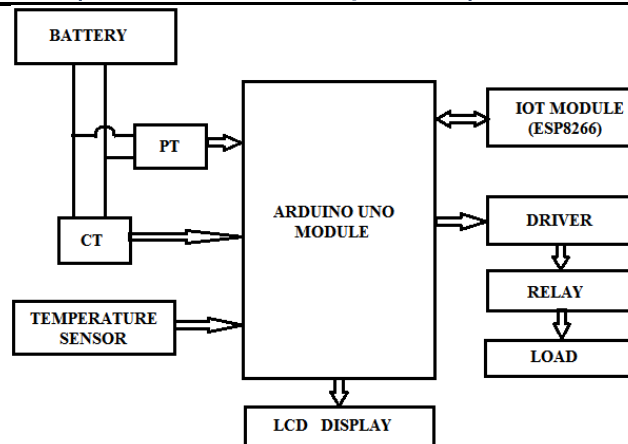 BATTERY
PT
IOT MODULE
(ESP8266)
ARDUINO UNO
MODULE
DRIVER
CT
RELAY
TEMPERATURE
SENSOR
LOAD
LCD DISPLAY